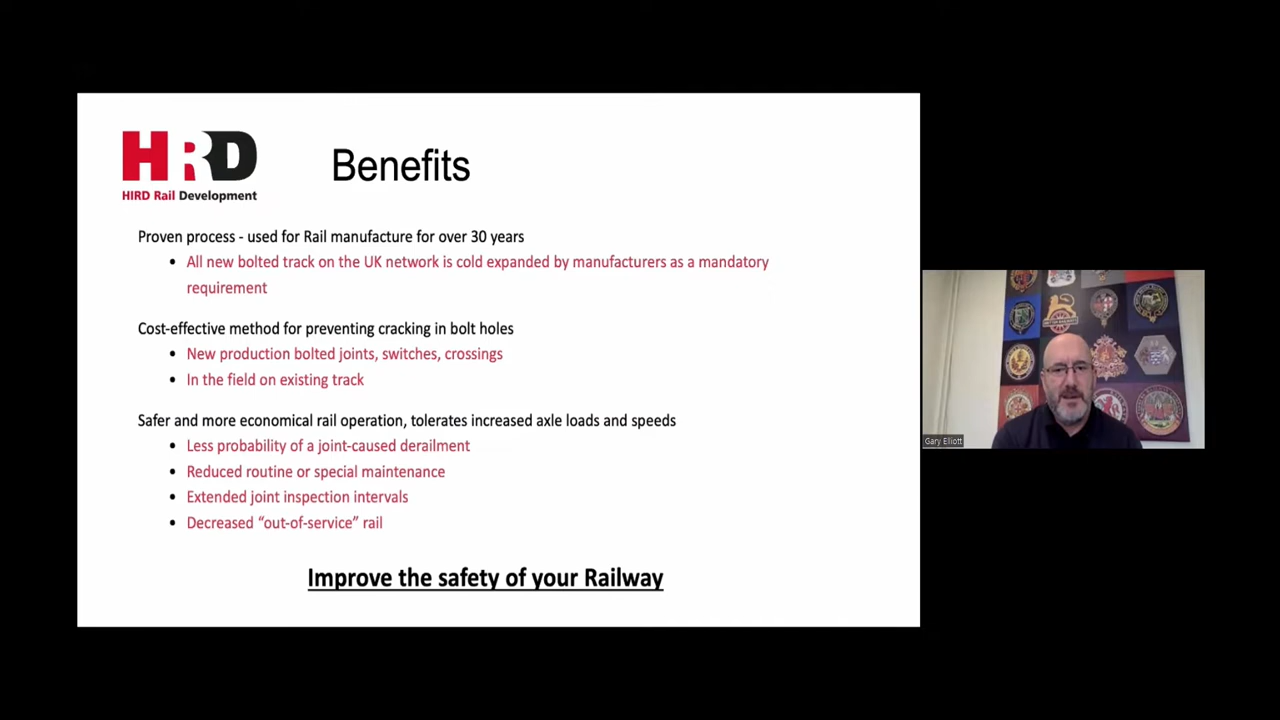 HRD
HIRD Rail Development
Benefits
Proven process - used for Rail manufacture for over 30 years
• All new bolted track on the UK network is cold expanded by manufacturers as a mandatory
requirement
Cost-effective method for preventing cracking in bolt holes
• New production bolted joints, switches, crossings
• In the field on existing track
Safer and more economical rail operation, tolerates increased axle loads and speeds
• Less probability of a joint-caused derailment
• Reduced routine or special maintenance
• Extended joint inspection intervals
• Decreased “out-of-service” rail
Improve the safety of your Railway
Gary Elliott